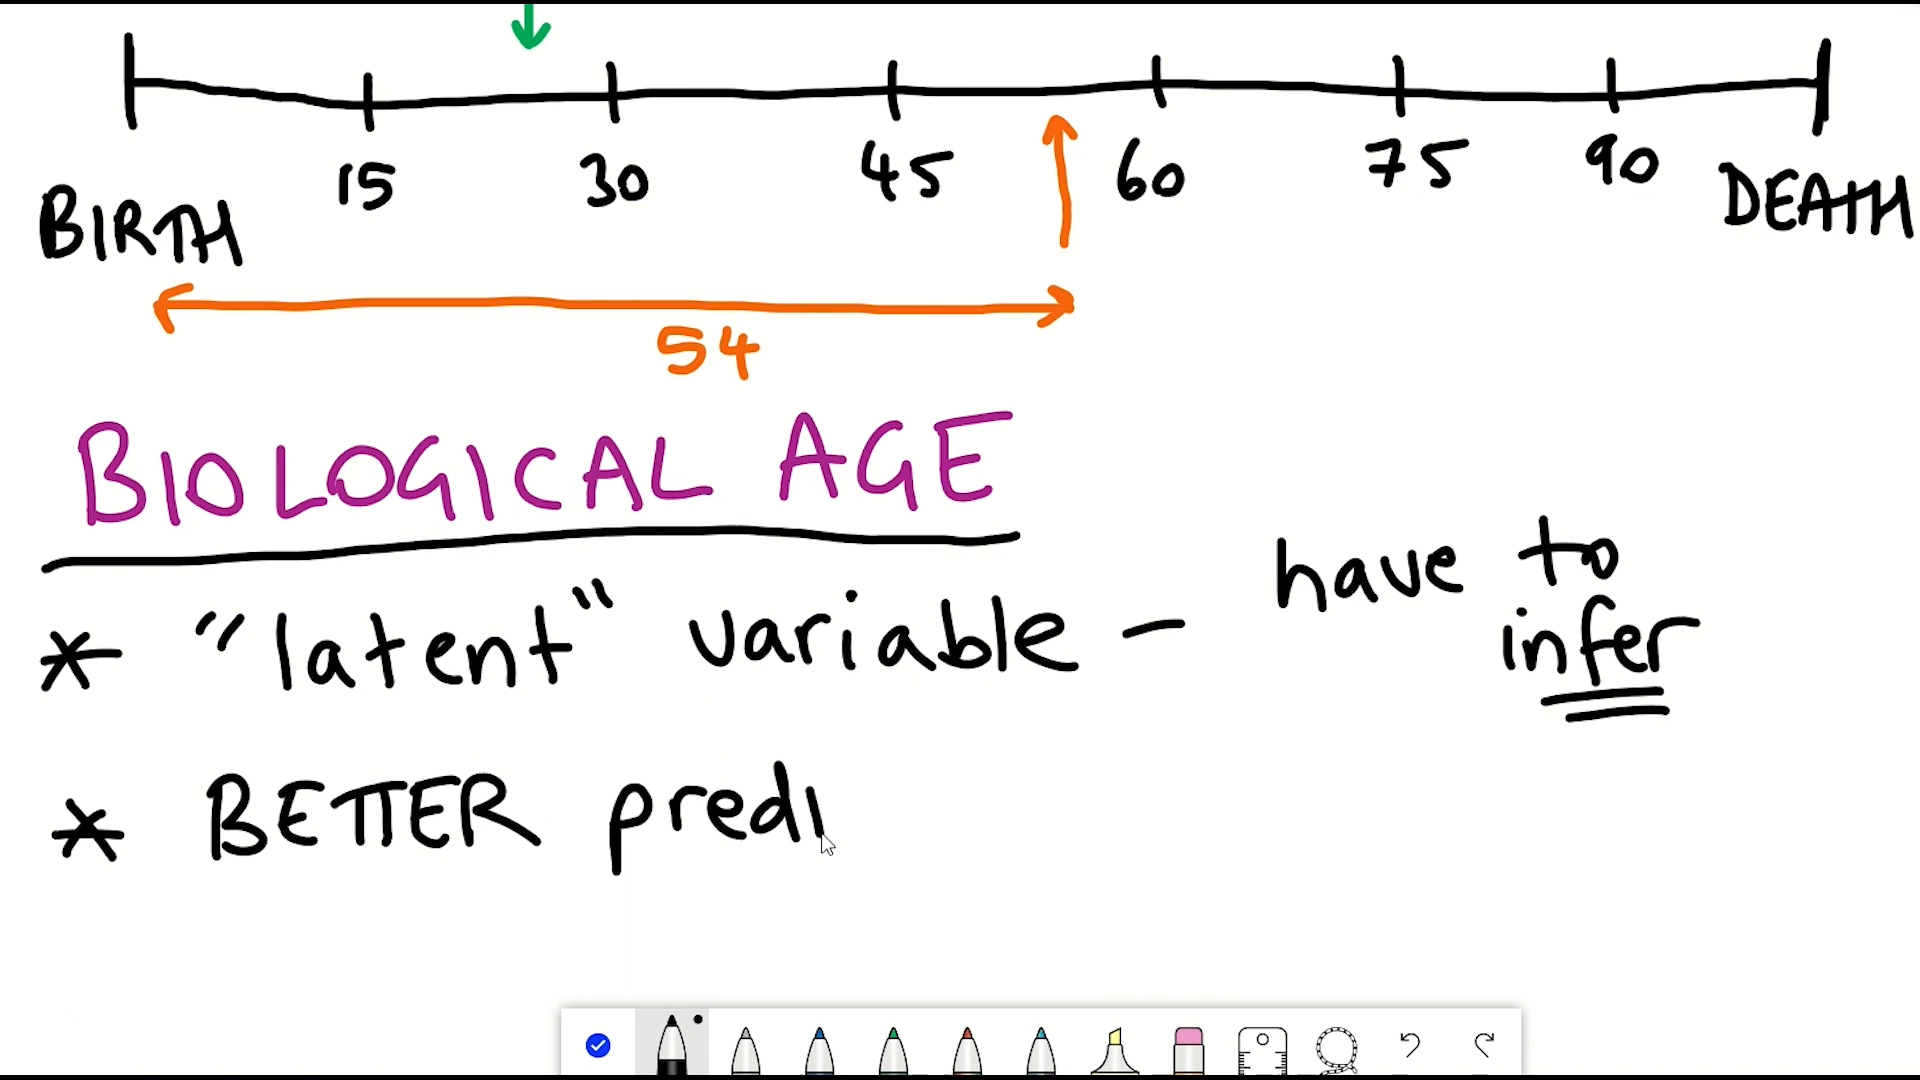 15 30 45 60 75 90
BIRTH DEATH
54
BIOLOGICAL AGE
* "latent" variable - have to
infer
* BETTER predi